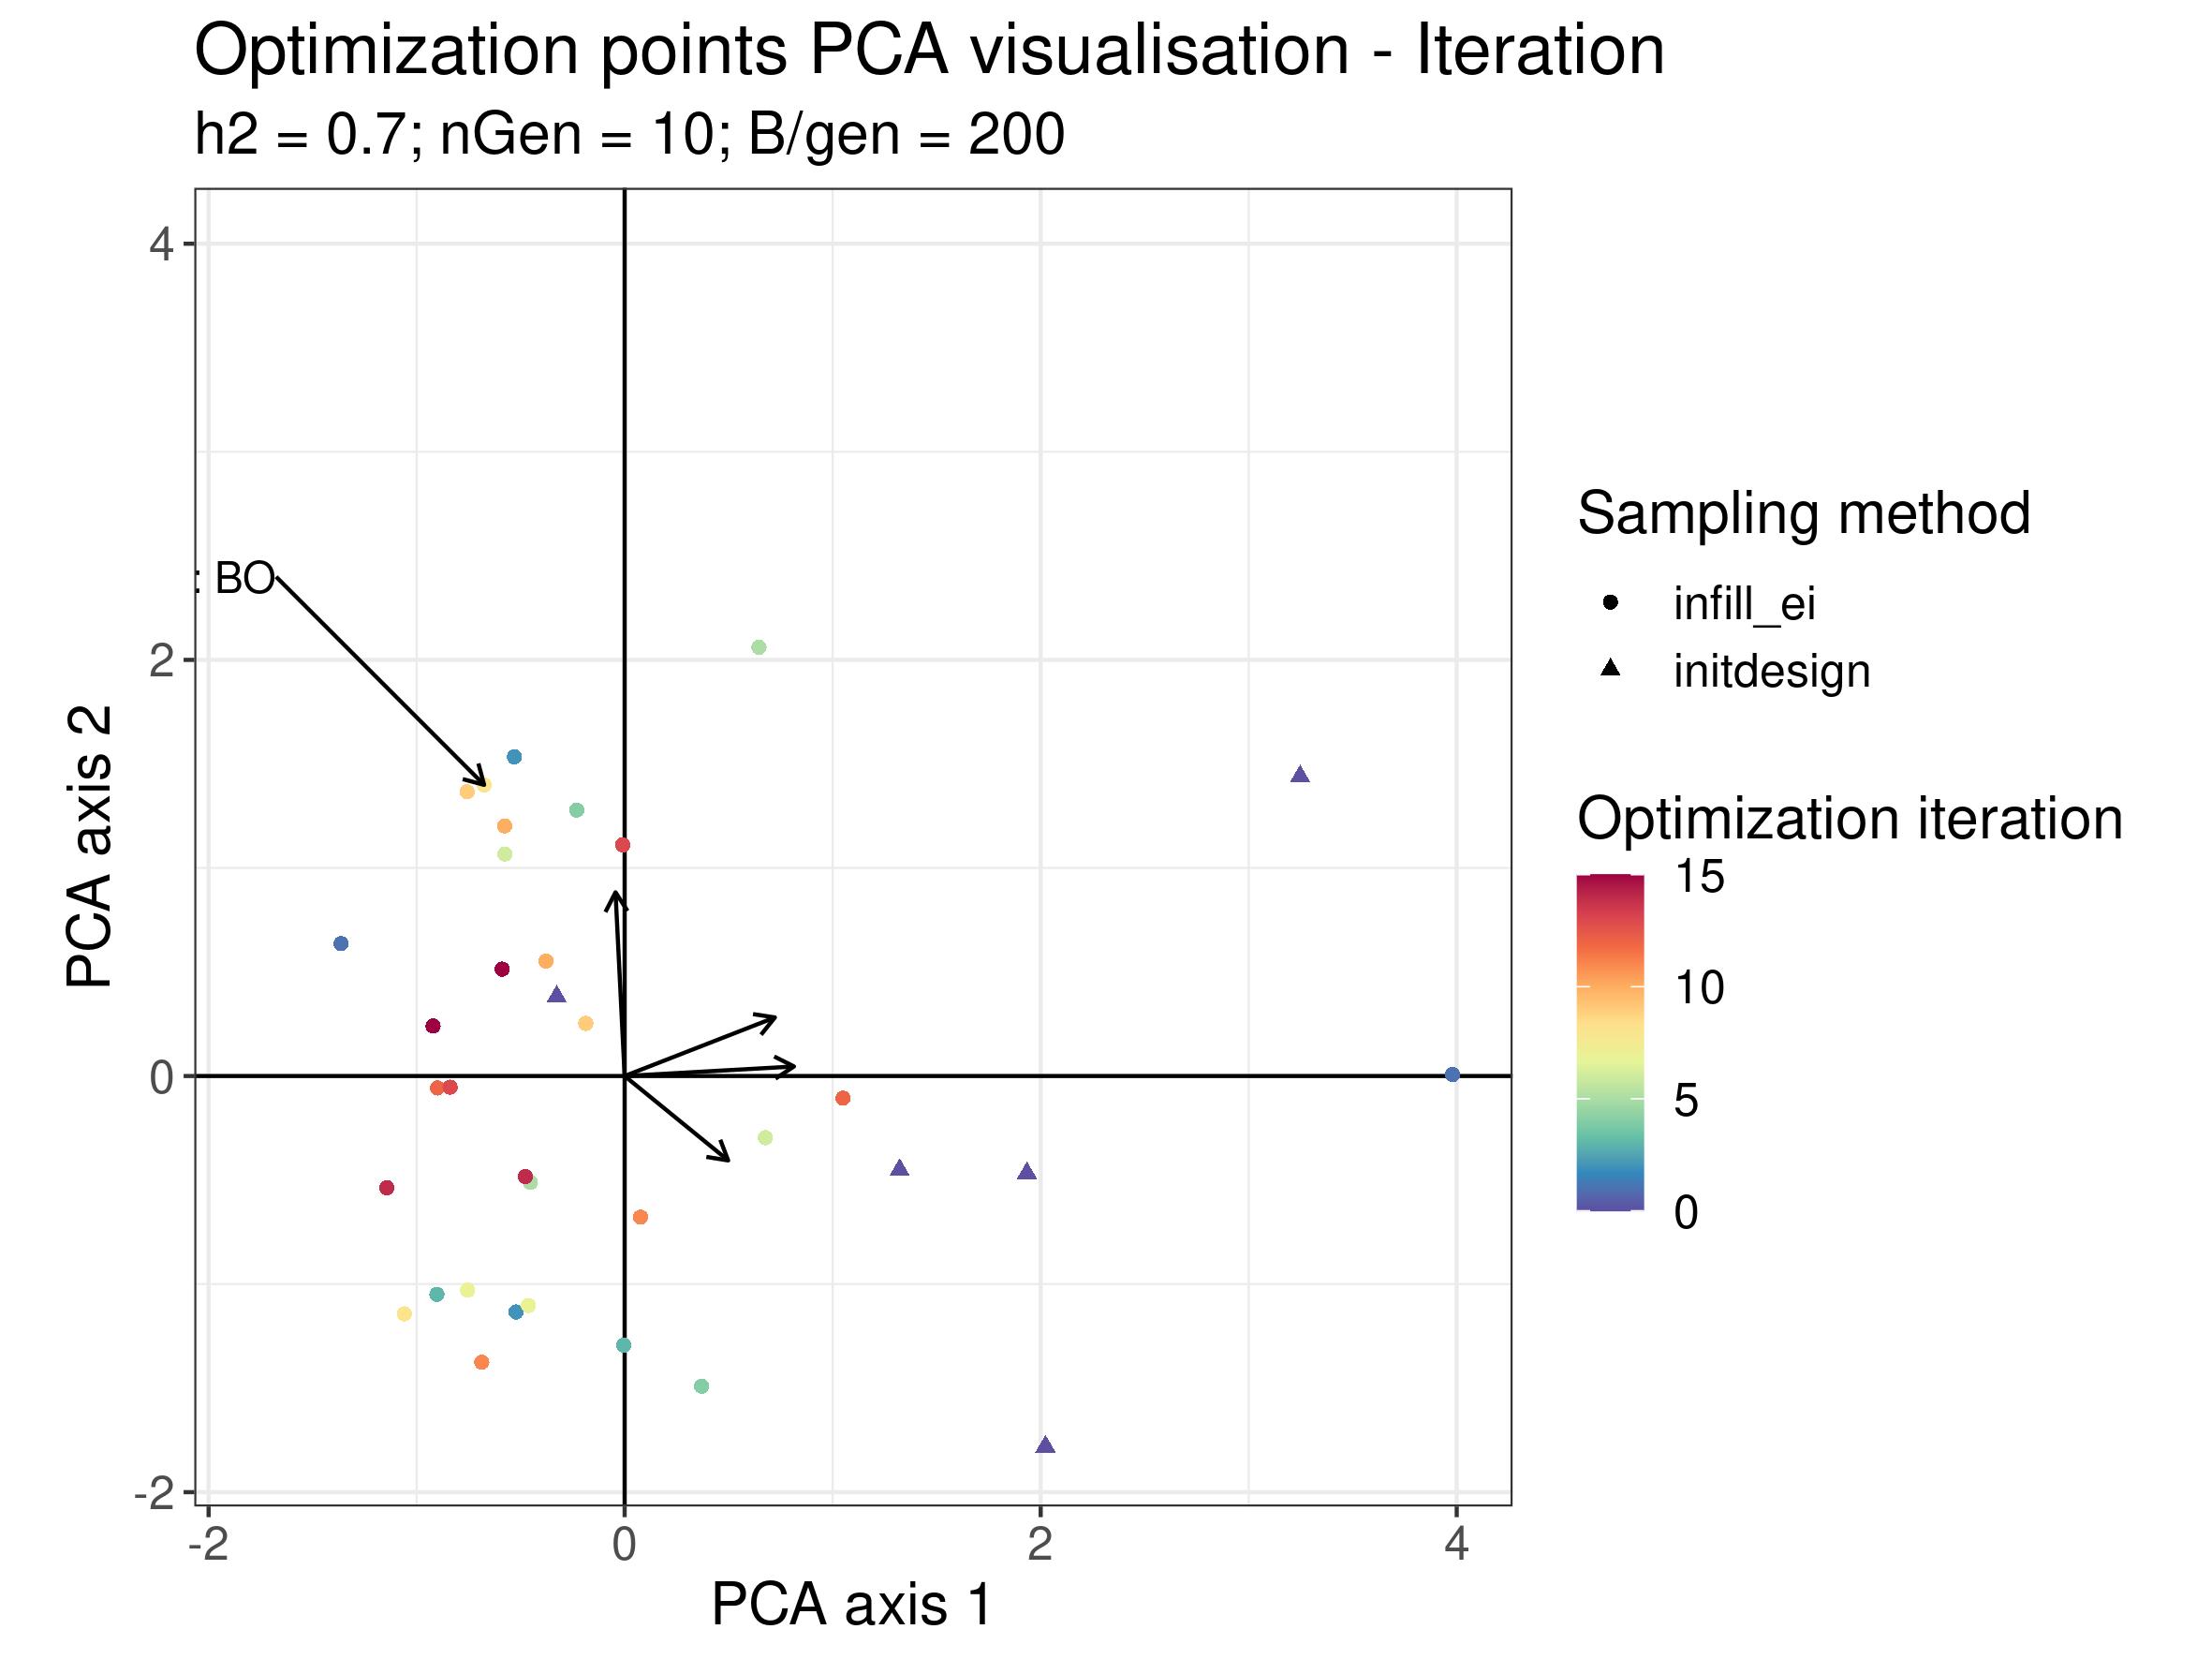 Optimization points PCA visualisation - Iteration
h2 = 0.7; nGen = 10; B/gen = 200
4
2
0
-2
: BO
-2
0
2
4
PCA axis 1
PCA axis 2
Sampling method
infill_ei
initdesign
Optimization iteration
15
10
5
0